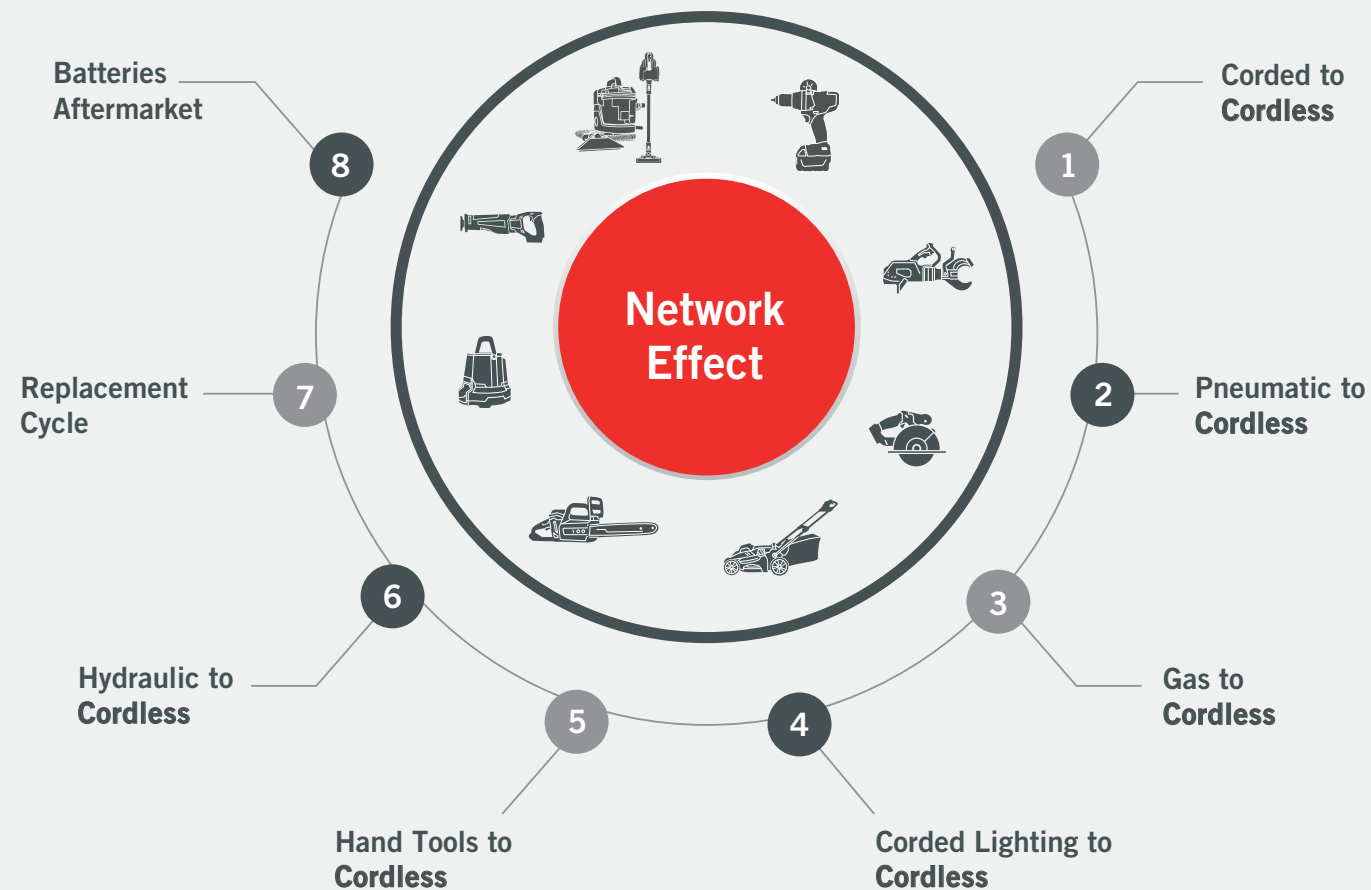 Network
Effect
1
Corded to
Cordless
2
Pneumatic to
Cordless
3
Gas to
Cordless
4
Corded Lighting to
Cordless
5
Hand Tools to
Cordless
6
Hydraulic to
Cordless
7
Replacement
Cycle
8
Batteries
Aftermarket